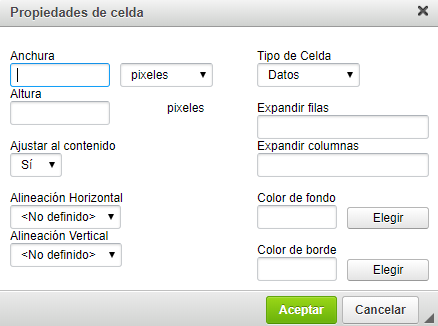 Propiedades de celda
Anchura
pixeles
Altura
pixeles
Ajustar al contenido
Sí
Alineación Horizontal
<No definido>
Alineación Vertical
<No definido>
Tipo de Celda
Datos
Expandir filas
Expandir columnas
Color de fondo
Elegir
Color de borde
Elegir
Aceptar
Cancelar